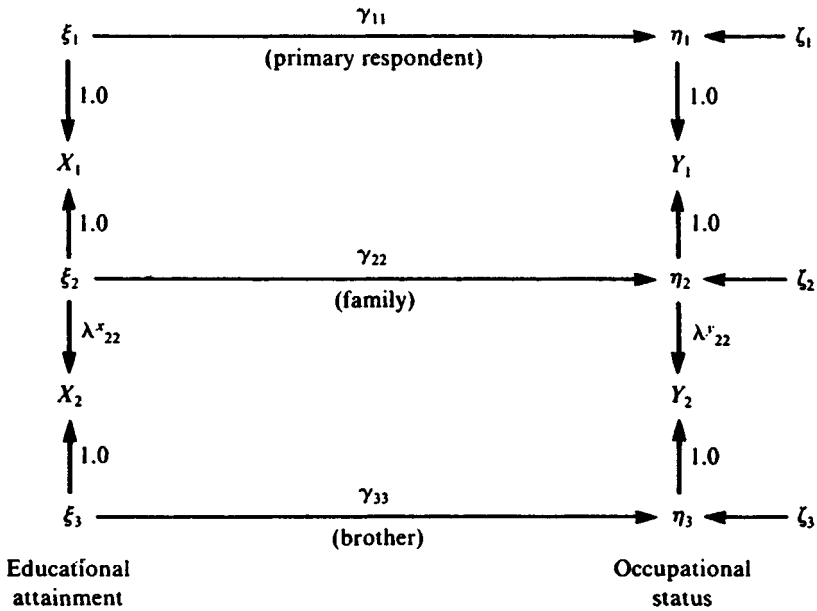 γ₁₁
ξ₁ η₁ ζ₁
(primary respondent)
1.0 1.0
X₁ Y₁
1.0 1.0
γ₂₂
ξ₂ η₂ ζ₂
(family)
λˣ₂₂ λʸ₂₂
X₂ Y₂
1.0 1.0
γ₃₃
ξ₃ η₃ ζ₃
(brother)
Educational Occupational
attainment status